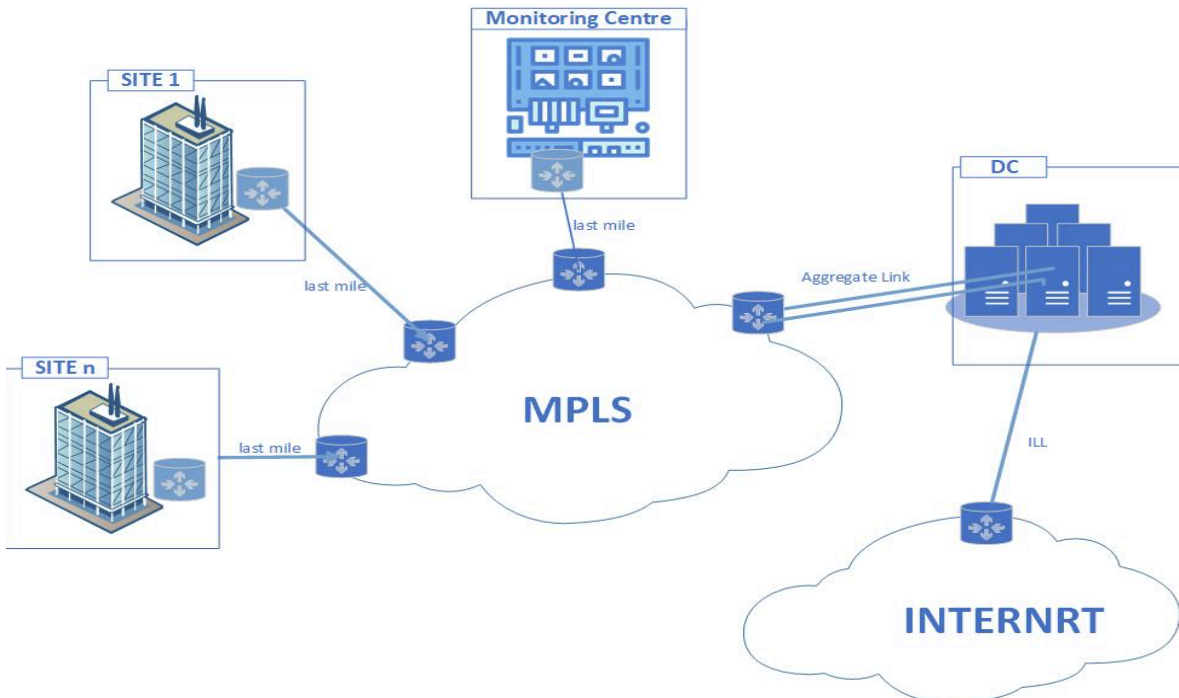 Monitoring Centre
SITE 1
DC
last mile
Aggregate Link
last mile
SITE n
MPLS
last mile
ILL
INTERNRT